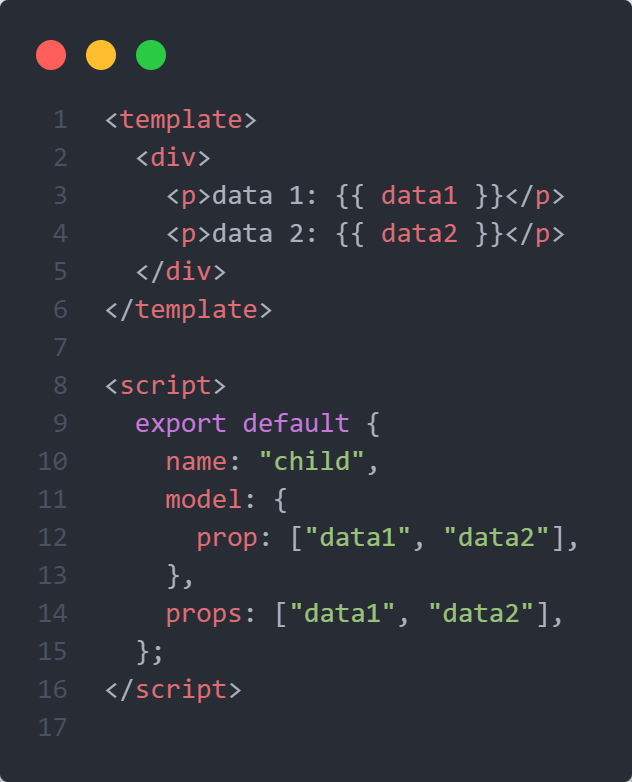 1 <template>
2   <div>
3     <p>data 1: {{ data1 }}</p>
4     <p>data 2: {{ data2 }}</p>
5   </div>
6 </template>
7
8 <script>
9   export default {
10     name: "child",
11     model: {
12       prop: ["data1", "data2"],
13     },
14     props: ["data1", "data2"],
15   };
16 </script>
17